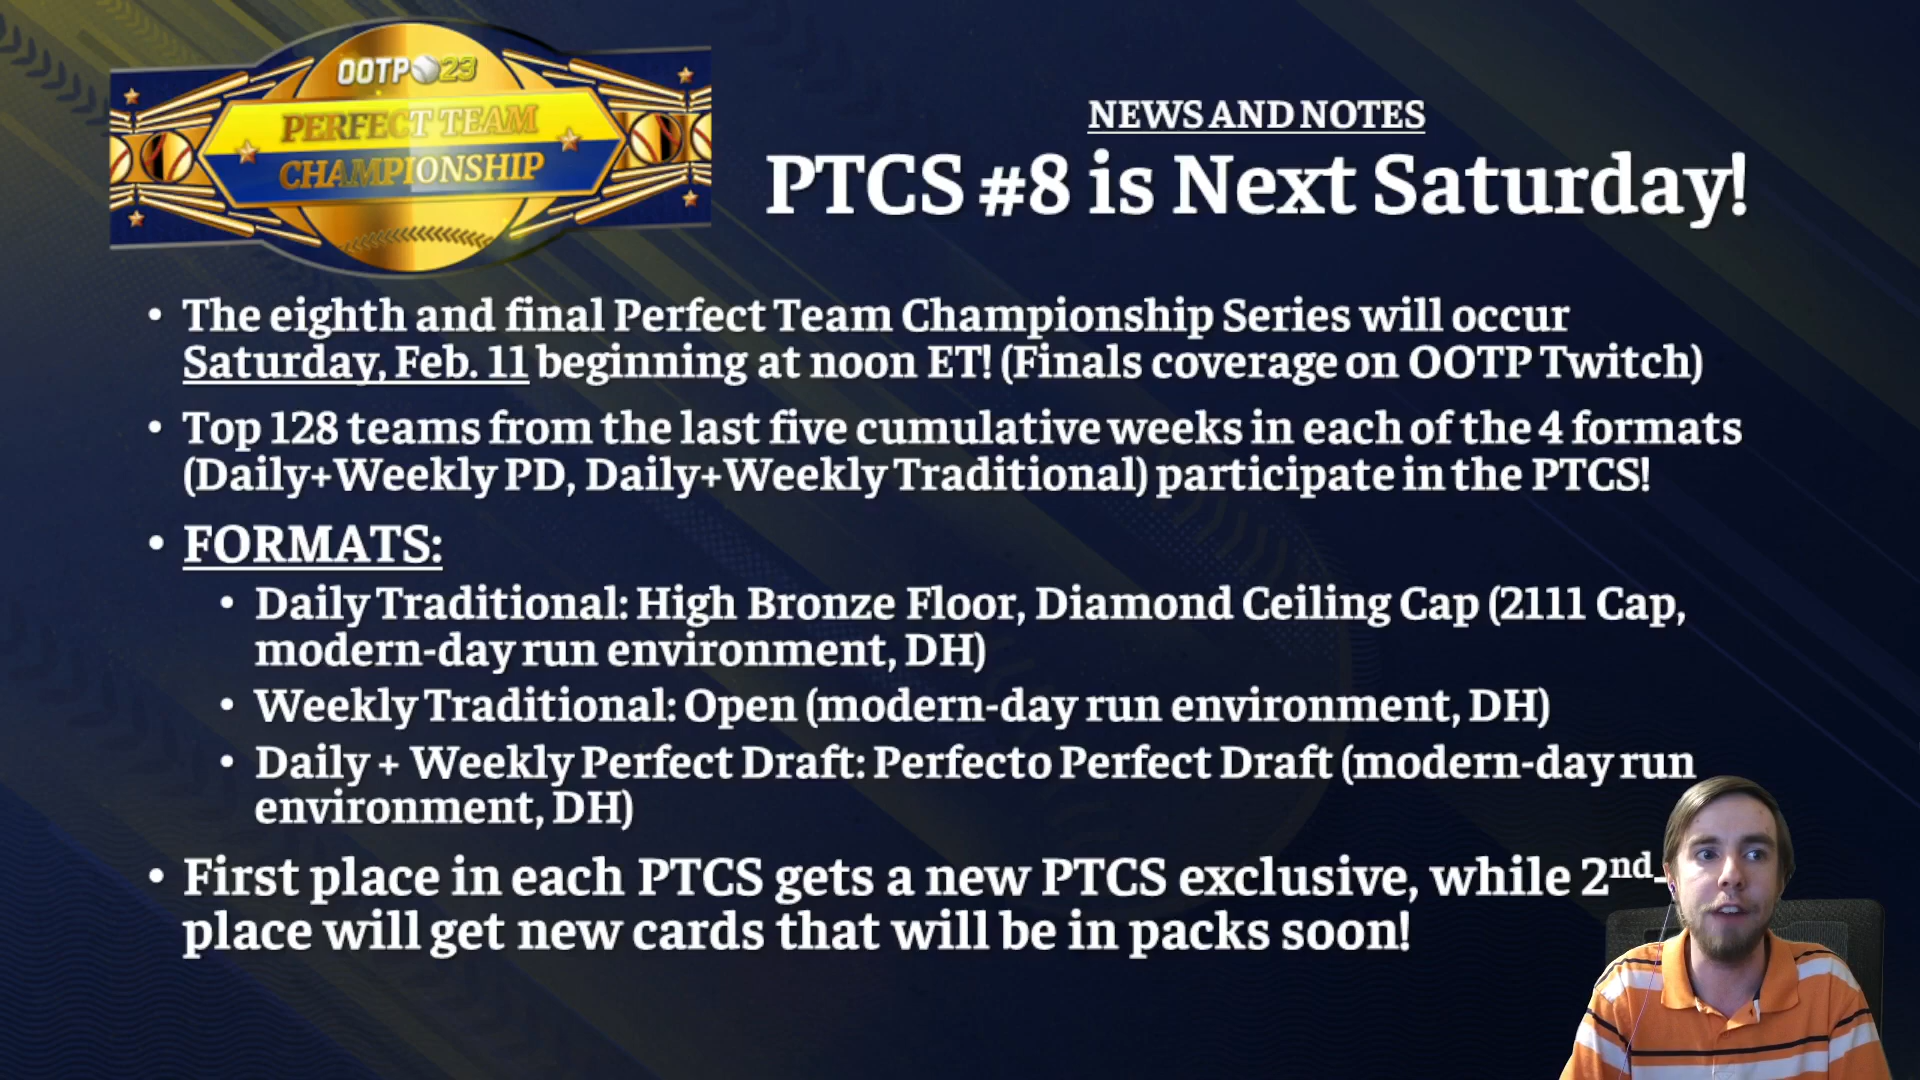 OOTP 23
PERFECT TEAM
CHAMPIONSHIP
NEWS AND NOTES
PTCS #8 is Next Saturday!
• The eighth and final Perfect Team Championship Series will occur
Saturday, Feb. 11 beginning at noon ET! (Finals coverage on OOTP Twitch)
• Top 128 teams from the last five cumulative weeks in each of the 4 formats
(Daily+Weekly PD, Daily+Weekly Traditional) participate in the PTCS!
• FORMATS:
• Daily Traditional: High Bronze Floor, Diamond Ceiling Cap (2111 Cap,
modern-day run environment, DH)
• Weekly Traditional: Open (modern-day run environment, DH)
• Daily + Weekly Perfect Draft: Perfecto Perfect Draft (modern-day run
environment, DH)
• First place in each PTCS gets a new PTCS exclusive, while 2nd-
place will get new cards that will be in packs soon!